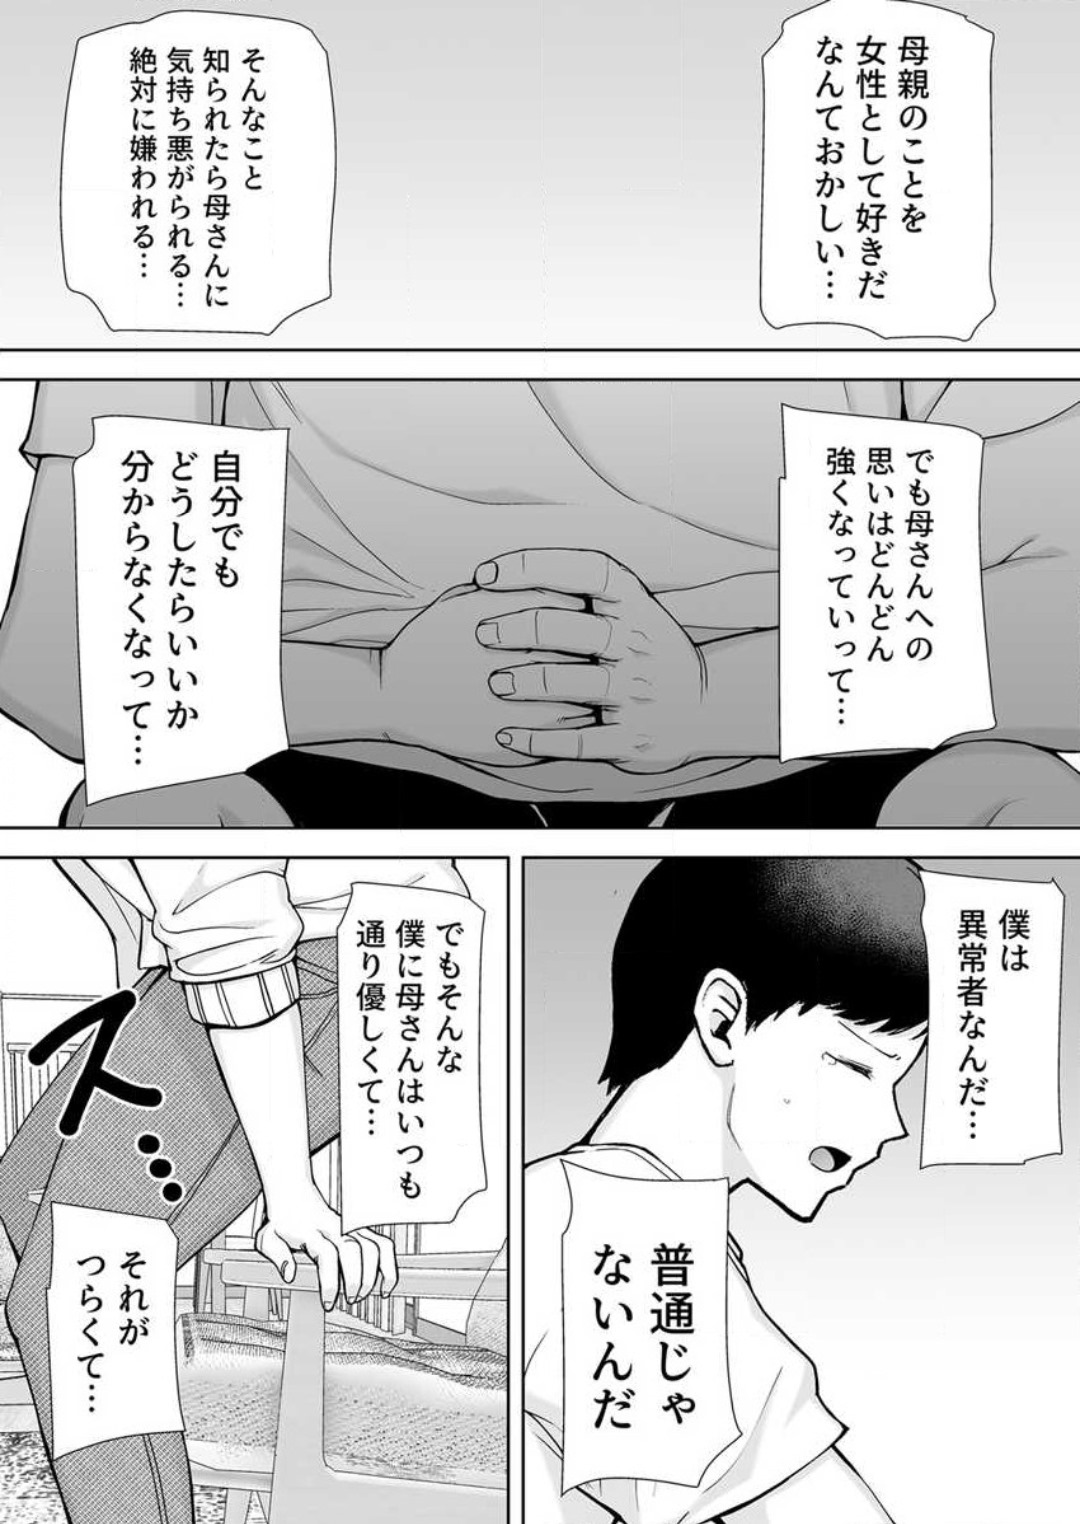 母親のことを
女性として好きだ
なんておかしい…
そんなこと
知られたら母さんに
気持ち悪がられる…
絶対に嫌われる…
でも母さんへの
思いはどんどん
強くなっていって…
自分でも
どうしたらいいか
分からなくなって…
僕は
異常者なんだ…
普通じゃ
ないんだ
でもそんな
僕に母さんはいつも
通り優しくて…
スト…
それが
つらくて…